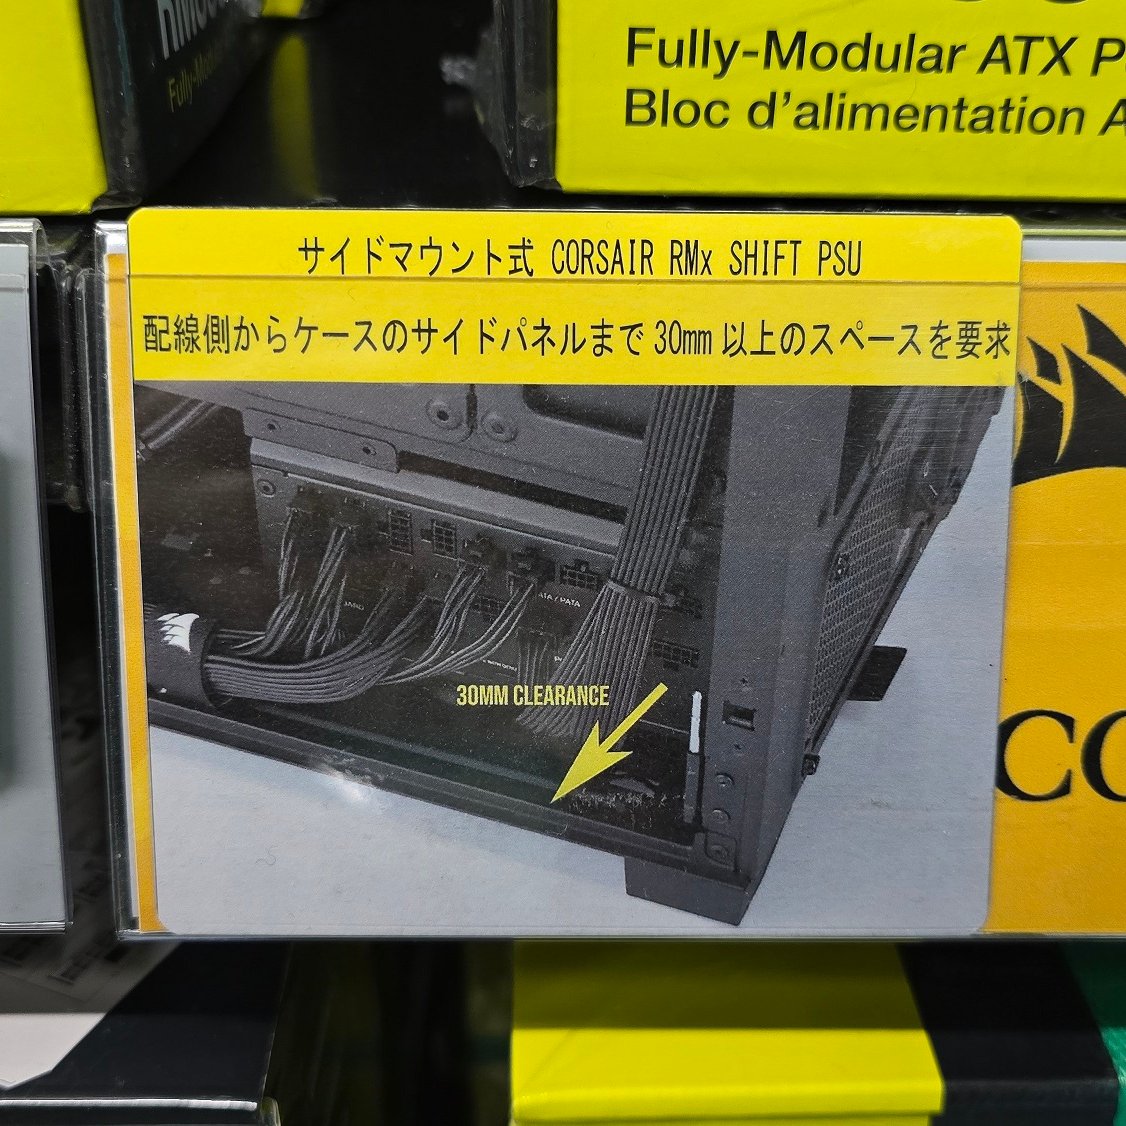 Fully-Modular ATX
Bloc d’alimentation
サイドマウント式 CORSAIR RMx SHIFT PSU
配線側からケースのサイドパネルまで 30mm 以上のスペースを要求
30MM CLEARANCE